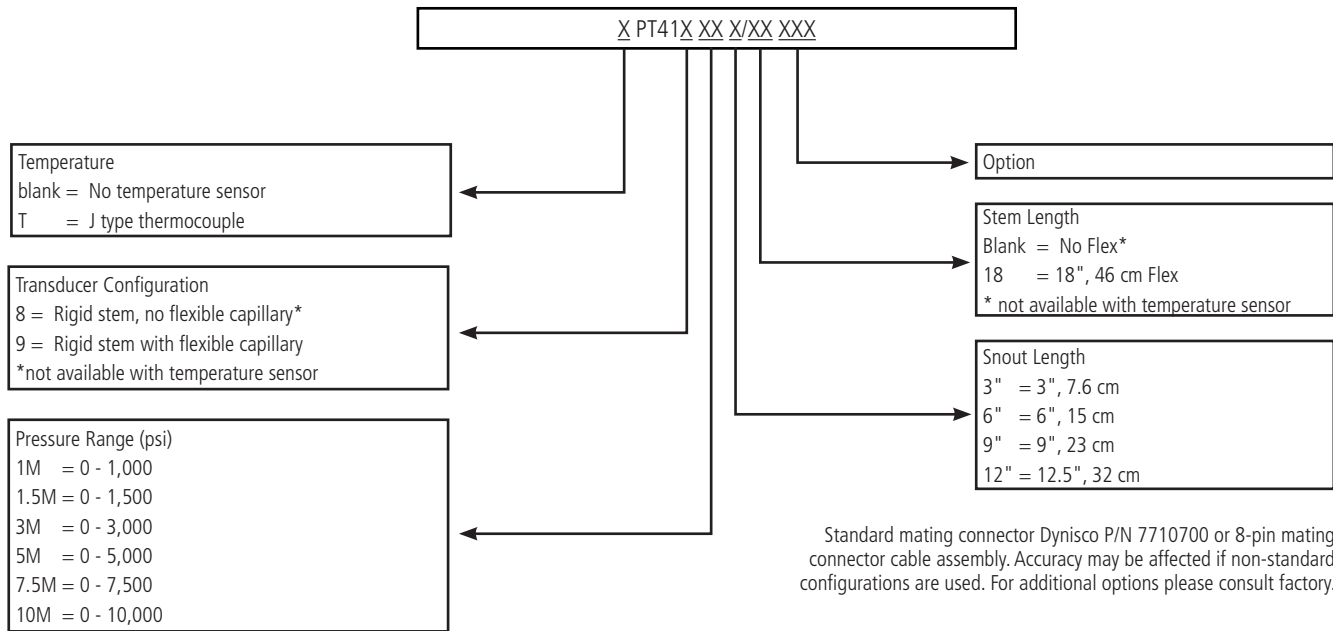 X PT41X XX X/XX XXX
Temperature
blank = No temperature sensor
T = J type thermocouple
Transducer Configuration
8 = Rigid stem, no flexible capillary*
9 = Rigid stem with flexible capillary
*not available with temperature sensor
Pressure Range (psi)
1M = 0 - 1,000
1.5M = 0 - 1,500
3M = 0 - 3,000
5M = 0 - 5,000
7.5M = 0 - 7,500
10M = 0 - 10,000
Option
Stem Length
Blank = No Flex*
18 = 18", 46 cm Flex
* not available with temperature sensor
Snout Length
3" = 3", 7.6 cm
6" = 6", 15 cm
9" = 9", 23 cm
12" = 12.5", 32 cm
Standard mating connector Dynisco P/N 7710700 or 8-pin mating
connector cable assembly. Accuracy may be affected if non-standard
configurations are used. For additional options please consult factory.